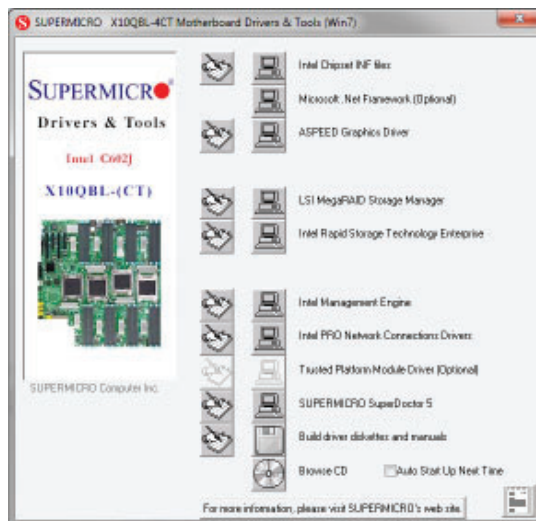 SUPERMICRO X10QBL-4CT Motherboard Drivers & Tools (Win7)
SUPERMICRO
Drivers & Tools
Intel C602J
X10QBL-(CT)
SUPERMICRO Computer Inc.
Intel Chipset INF files
Microsoft .Net Framework (Optional)
ASPEED Graphics Driver
LSI MegaRAID Storage Manager
Intel Rapid Storage Technology Enterprise
Intel Management Engine
Intel PRO Network Connections Drivers
Trusted Platform Module Driver (Optional)
SUPERMICRO SuperDoctor 5
Build driver diskettes and manuals
Browse CD
Auto Start Up Next Time
For more information, please visit SUPERMICRO's web site.